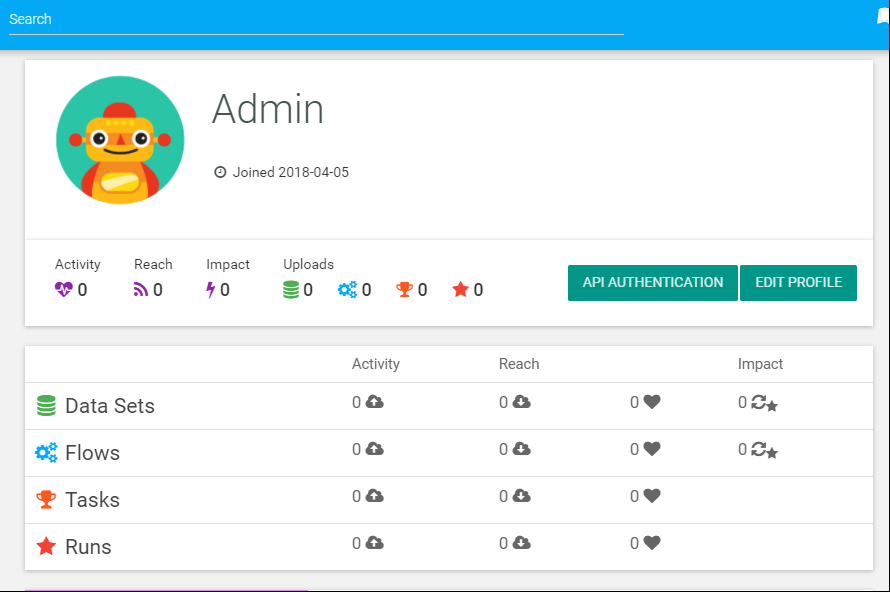 Search
Admin
Joined 2018-04-05
Activity Reach Impact Uploads
0 0 0 0 0 0 0
API AUTHENTICATION EDIT PROFILE
Activity Reach Impact
Data Sets 0 0 0 0
Flows 0 0 0 0
Tasks 0 0 0
Runs 0 0 0